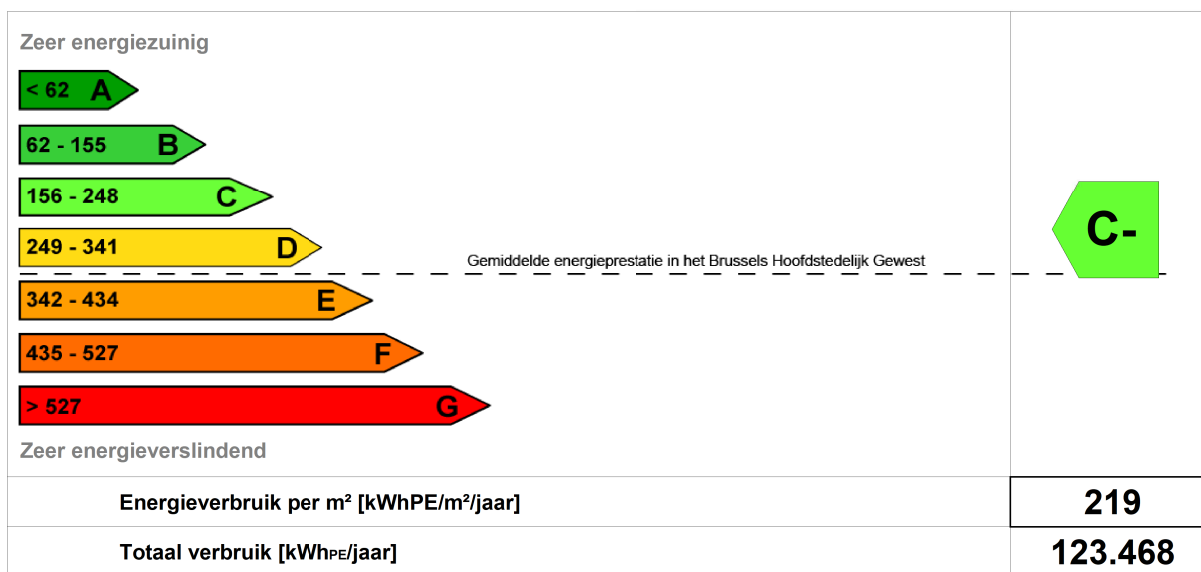 Zeer energiezuinig
< 62 A
62 - 155 B
156 - 248 C
249 - 341 D
Gemiddelde energieprestatie in het Brussels Hoofdstedelijk Gewest
C-
342 - 434 E
435 - 527 F
> 527 G
Zeer energieverslindend
Energieverbruik per m² [kWhPE/m²/jaar] 219
Totaal verbruik [kWhPE/jaar] 123.468